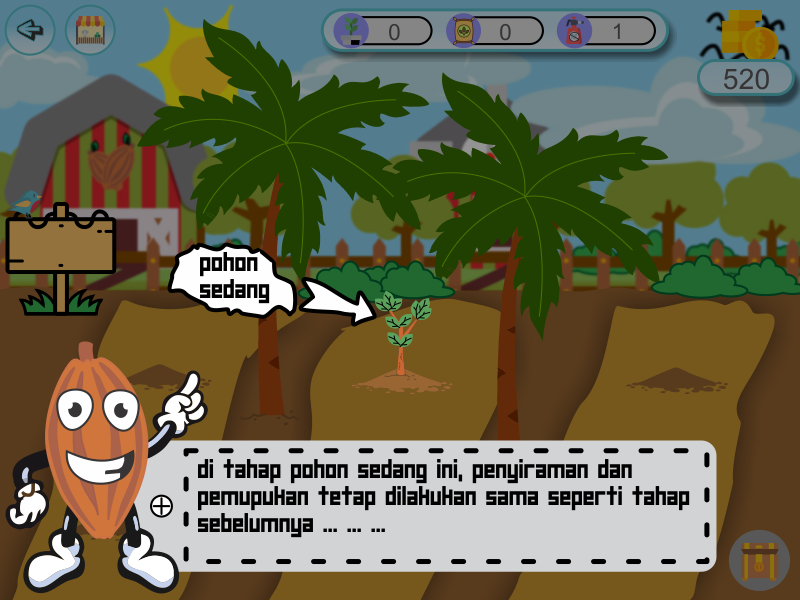 0
0
1
520
pohon
sedang
di tahap pohon sedang ini, penyiraman dan
pemupukan tetap dilakukan sama seperti tahap
sebelumnya ... ... ...